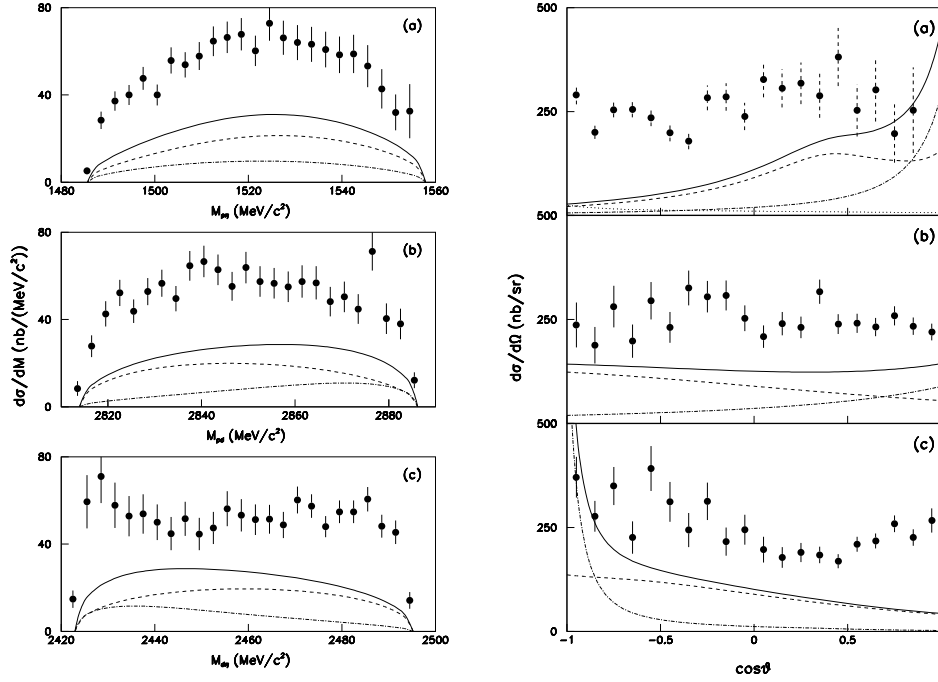 (a)
80
40
0
1480
1500
1520
1540
1560
M_pη (MeV/c²)
(b)
80
40
0
2820
2840
2860
2880
M_pd (MeV/c²)
dσ/dM (nb/(MeV/c²))
(c)
80
40
0
2420
2440
2460
2480
2500
M_dη (MeV/c²)
(a)
500
250
(b)
500
250
dσ/dΩ (nb/sr)
(c)
500
250
0
-1
-0.5
0
0.5
cosϑ